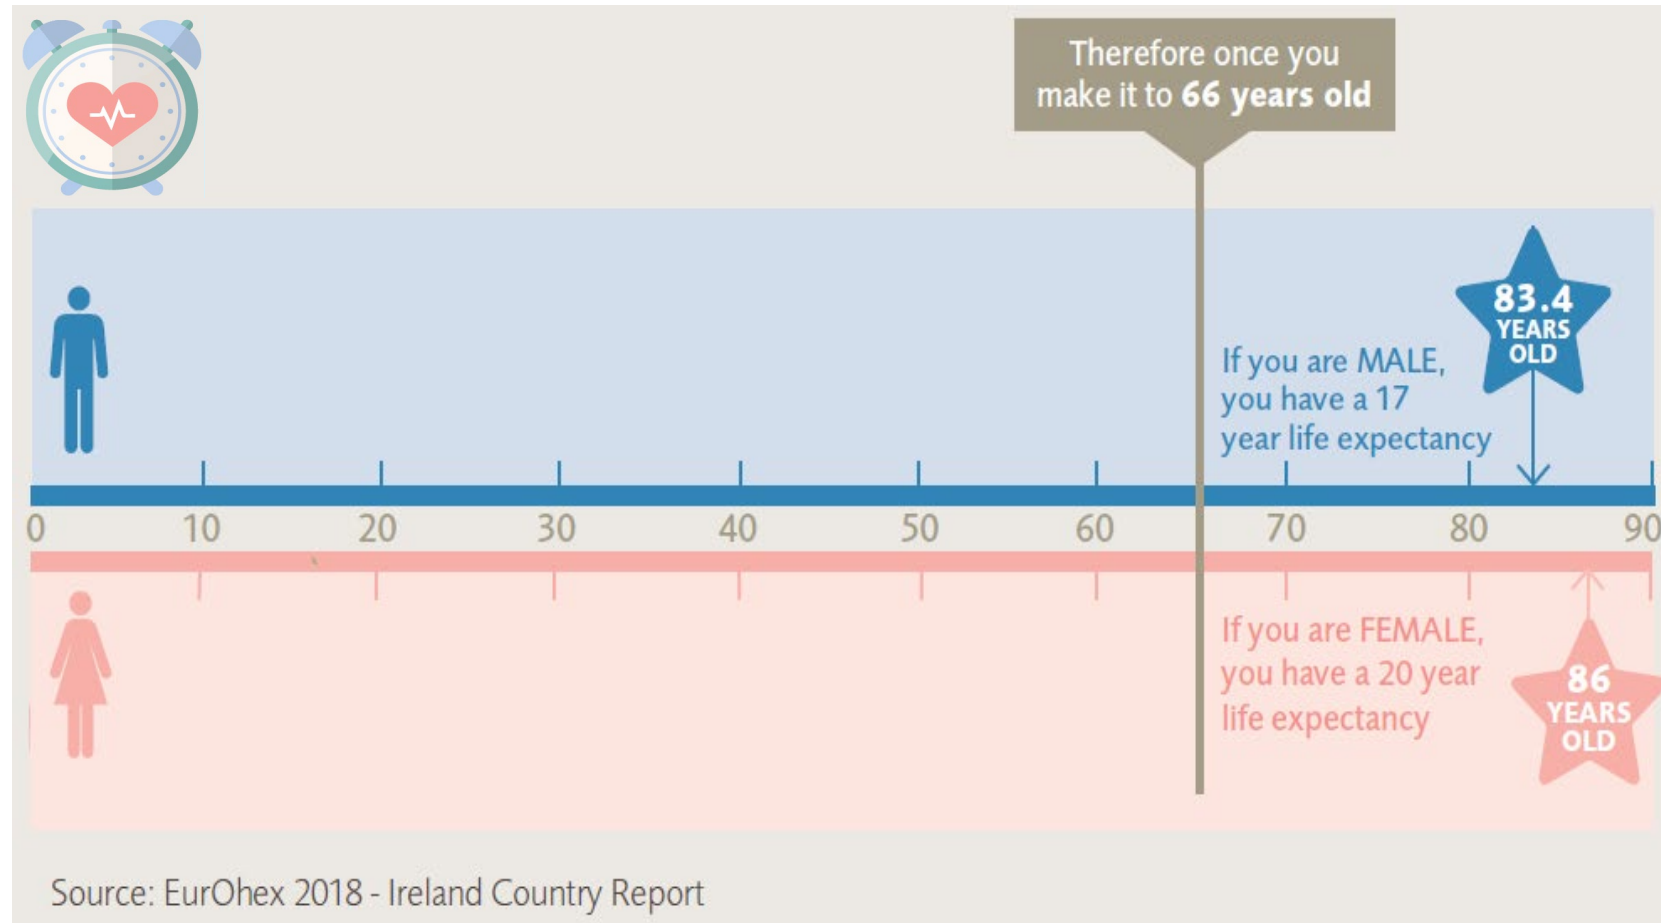 Therefore once you
make it to 66 years old
83.4
YEARS
OLD
If you are MALE,
you have a 17
year life expectancy
0 10 20 30 40 50 60 70 80 90
If you are FEMALE,
you have a 20 year
life expectancy
86
YEARS
OLD
Source: EurOhex 2018 - Ireland Country Report